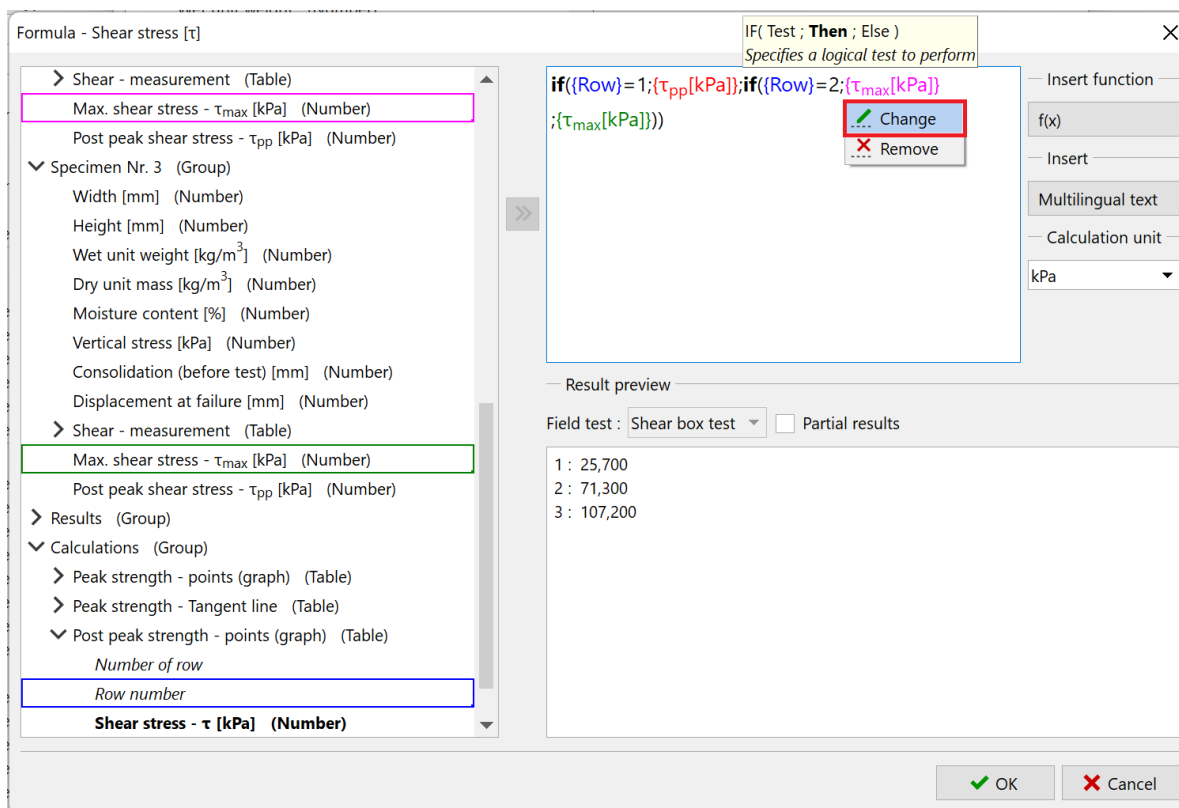 Formula - Shear stress [τ]
IF( Test ; Then ; Else )
Specifies a logical test to perform
Shear - measurement (Table)
Max. shear stress - τmax [kPa] (Number)
Post peak shear stress - τpp [kPa] (Number)
Specimen Nr. 3 (Group)
Width [mm] (Number)
Height [mm] (Number)
Wet unit weight [kg/m³] (Number)
Dry unit mass [kg/m³] (Number)
Moisture content [%] (Number)
Vertical stress [kPa] (Number)
Consolidation (before test) [mm] (Number)
Displacement at failure [mm] (Number)
Shear - measurement (Table)
Max. shear stress - τmax [kPa] (Number)
Post peak shear stress - τpp [kPa] (Number)
Results (Group)
Calculations (Group)
Peak strength - points (graph) (Table)
Peak strength - Tangent line (Table)
Post peak strength - points (graph) (Table)
Number of row
Row number
Shear stress - τ [kPa] (Number)
if({Row}=1;{τpp[kPa]};if({Row}=2;{τmax[kPa]}
;{τmax[kPa]}))
Change
Remove
Insert function
f(x)
Insert
Multilingual text
Calculation unit
kPa
Result preview
Field test : Shear box test Partial results
1 : 25,700
2 : 71,300
3 : 107,200
OK Cancel